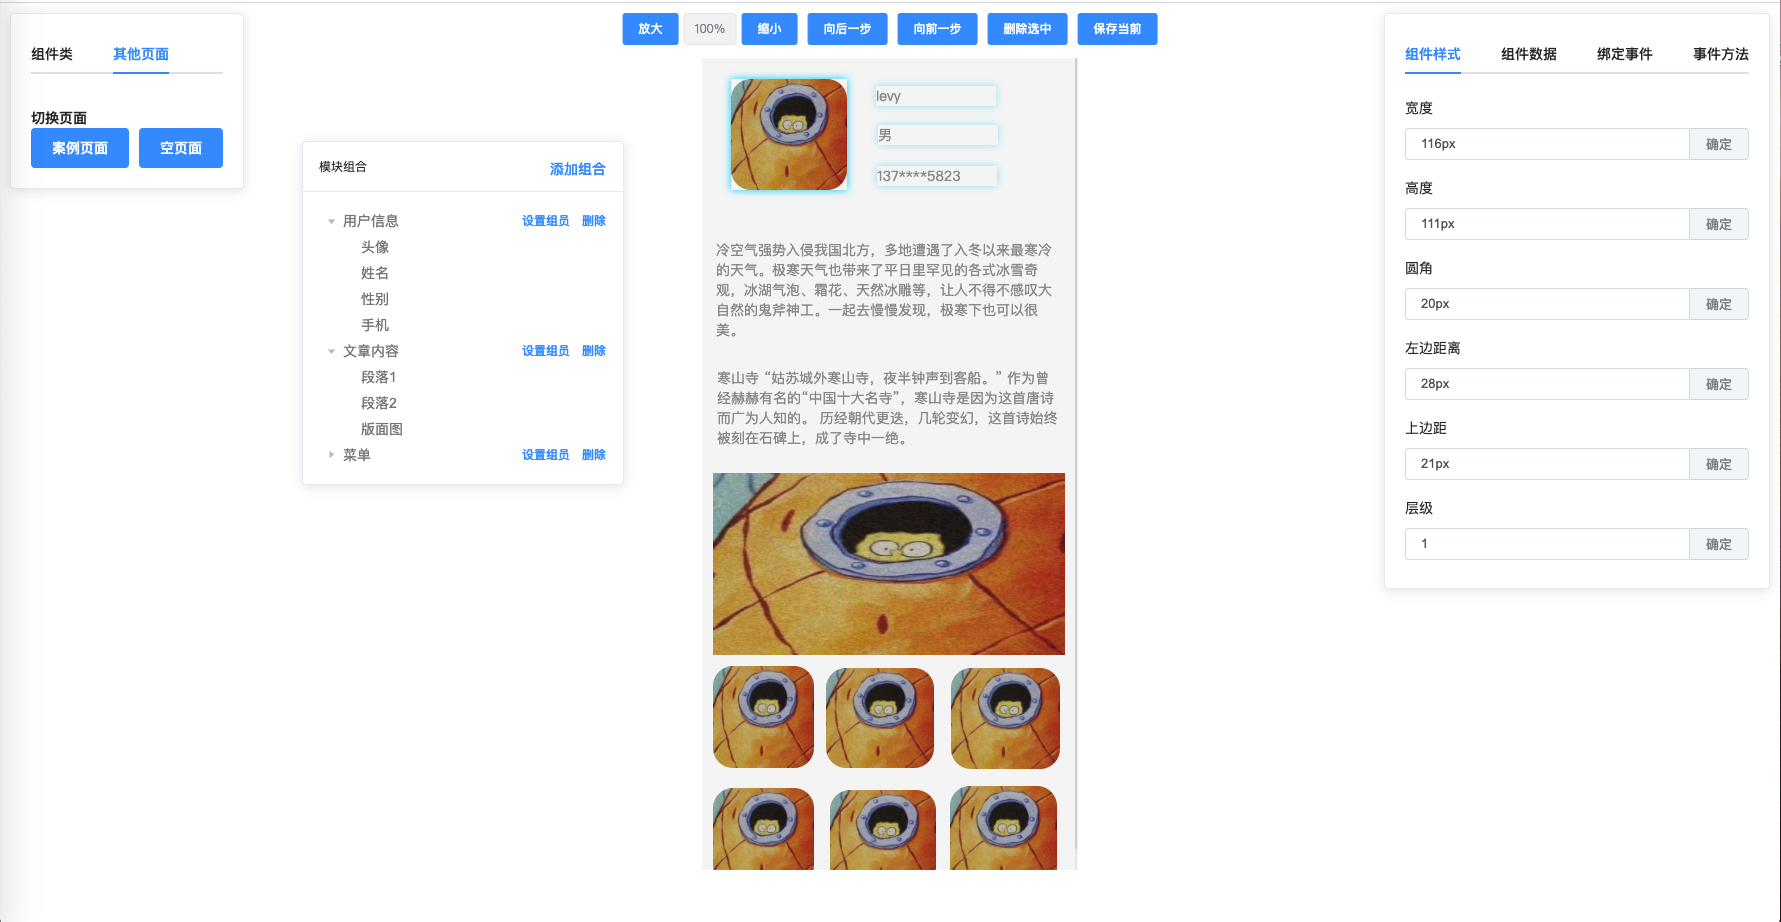 放大 100% 缩小 向后一步 向前一步 删除选中 保存当前
组件类 其他页面
切换页面
案例页面 空页面
模块组合 添加组合
用户信息 设置组员 删除
头像
姓名
性别
手机
文章内容 设置组员 删除
段落1
段落2
版面图
菜单 设置组员 删除
levy
男
137****5823
冷空气强势入侵我国北方，多地遭遇了入冬以来最寒冷
的天气。极寒天气也带来了平日里罕见的各式冰雪奇
观，冰湖气泡、霜花、天然冰雕等，让人不得不感叹大
自然的鬼斧神工。一起去慢慢发现，极寒下也可以很
美。
寒山寺 “姑苏城外寒山寺，夜半钟声到客船。” 作为曾
经赫赫有名的“中国十大名寺”，寒山寺是因为这首唐诗
而广为人知的。 历经朝代更迭，几轮变幻，这首诗始终
被刻在石碑上，成了寺中一绝。
组件样式 组件数据 绑定事件 事件方法
宽度
116px 确定
高度
111px 确定
圆角
20px 确定
左边距离
28px 确定
上边距
21px 确定
层级
1 确定